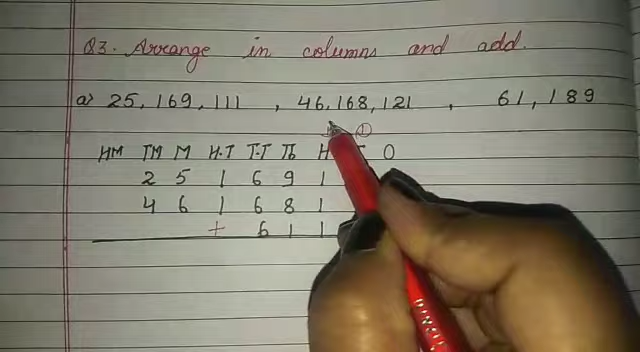 Q3. Arrange in columns and add.
a) 25,169,111 , 46,168,121 , 61,189
①
HM TM M H.T T.T Th H T O
2 5 1 6 9 1
4 6 1 6 8 1
+ 6 1 1